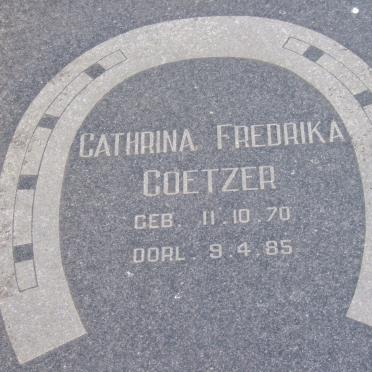 CATHRINA FREDRIKA
COETZER
GEB. 11.10.70
OORL. 9.4.85